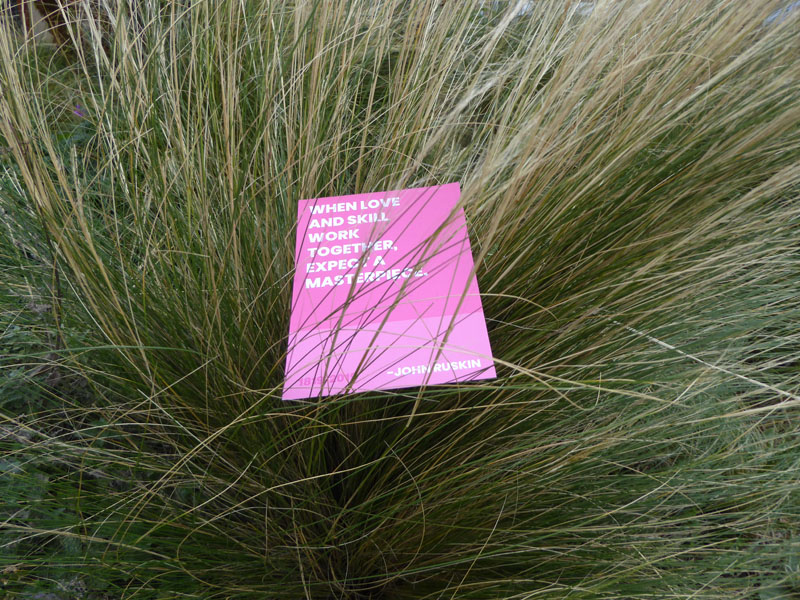 WHEN LOVE
AND SKILL
WORK
TOGETHER,
EXPECT A
MASTERPIECE.
-JOHN RUSKIN